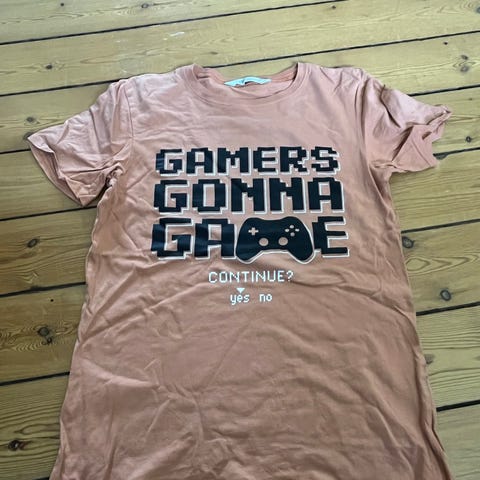 GAMERS
GONNA
GAME
CONTINUE?
yes no